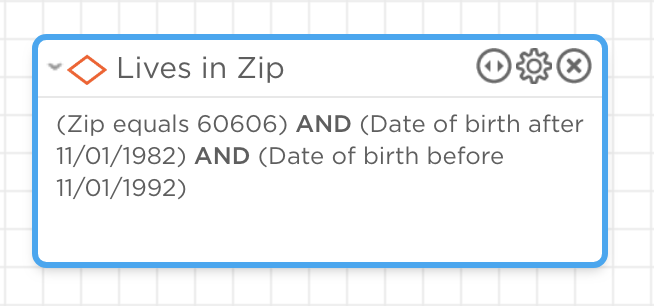 Lives in Zip
(Zip equals 60606) AND (Date of birth after
11/01/1982) AND (Date of birth before
11/01/1992)